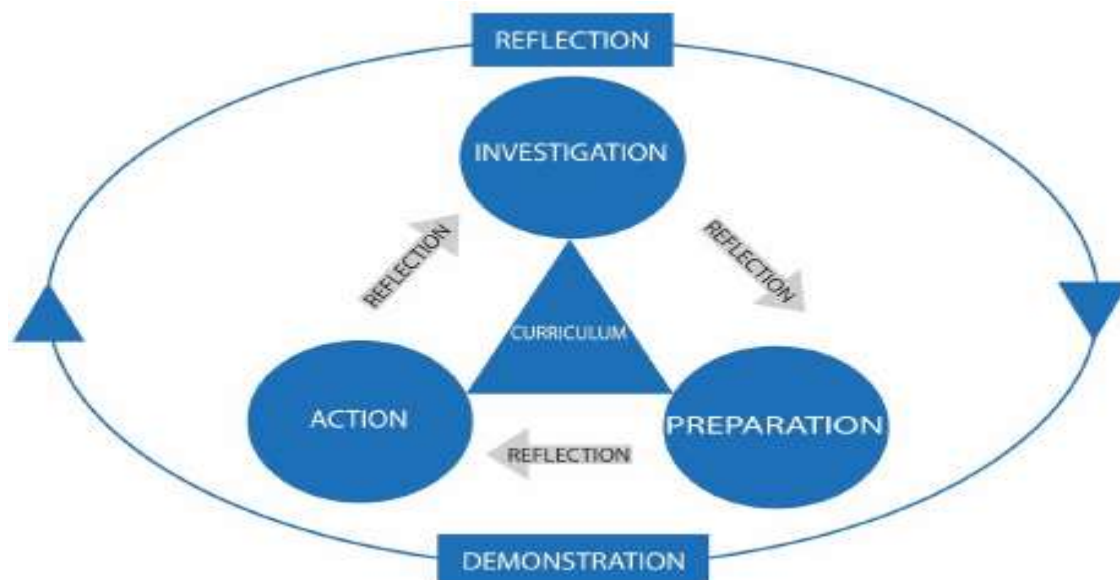 REFLECTION
INVESTIGATION
REFLECTION
REFLECTION
CURRICULUM
ACTION
PREPARATION
REFLECTION
DEMONSTRATION